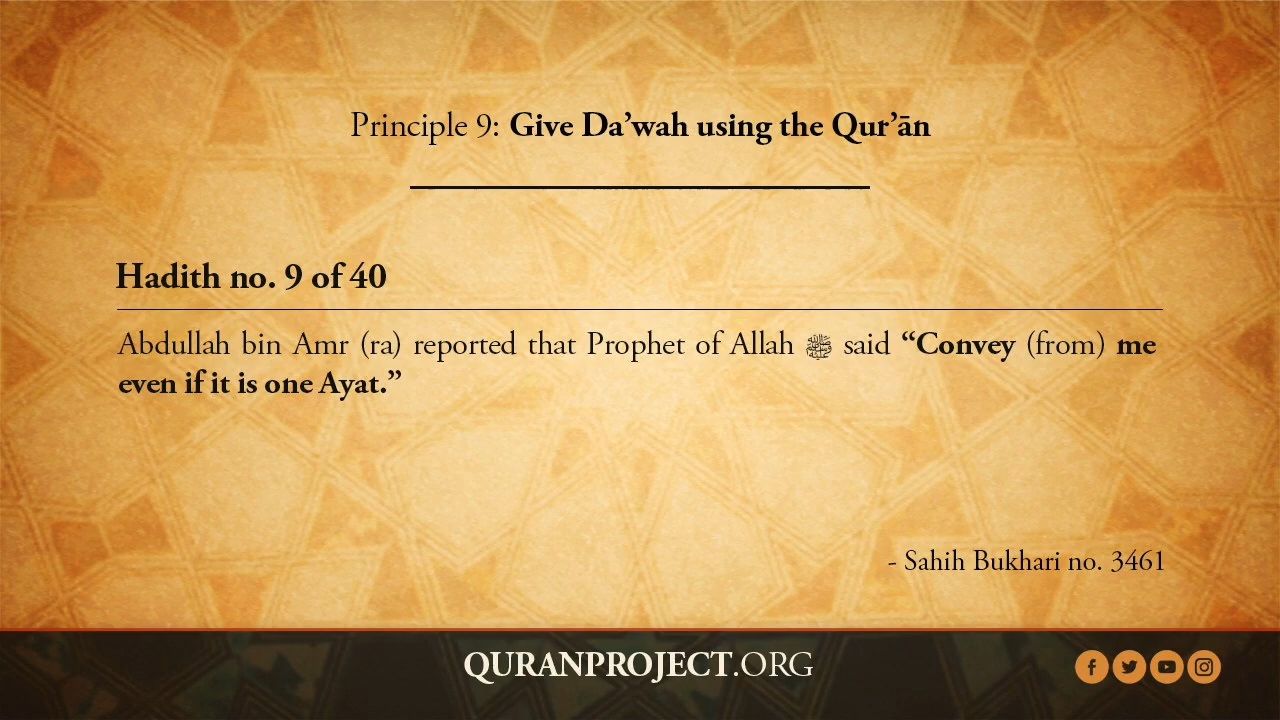 Principle 9: Give Da’wah using the Qur’ān
Hadith no. 9 of 40
Abdullah bin Amr (ra) reported that Prophet of Allah ﷺ said “Convey (from) me
even if it is one Ayat.”
- Sahih Bukhari no. 3461
QURANPROJECT.ORG